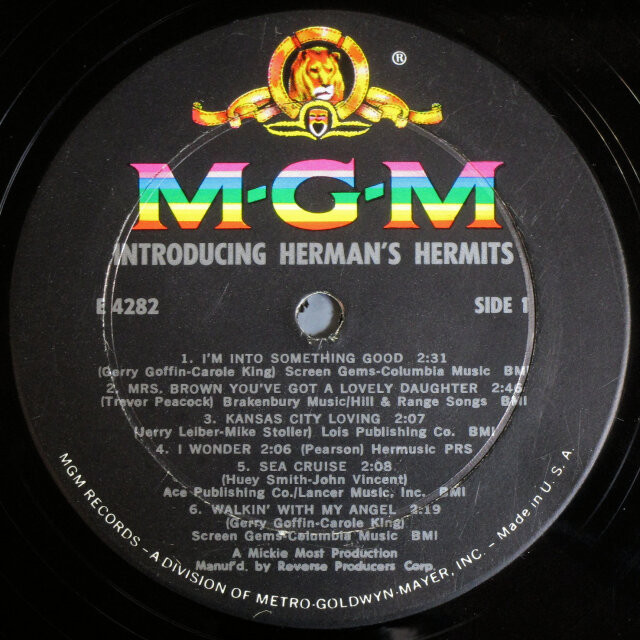 ®
M-G-M
INTRODUCING HERMAN'S HERMITS
E 4282 SIDE 1
1. I'M INTO SOMETHING GOOD 2:31
(Gerry Goffin-Carole King) Screen Gems-Columbia Music BMI
2. MRS. BROWN YOU'VE GOT A LOVELY DAUGHTER 2:46
(Trevor Peacock) Brakenbury Music/Hill & Range Songs BMI
3. KANSAS CITY LOVING 2:07
(Jerry Leiber-Mike Stoller) Lois Publishing Co. BMI
4. I WONDER 2:06 (Pearson) Hermusic PRS
5. SEA CRUISE 2:08
(Huey Smith-John Vincent)
Ace Publishing Co./Lancer Music, Inc. BMI
6. WALKIN' WITH MY ANGEL 2:19
(Gerry Goffin-Carole King)
Screen Gems-Columbia Music BMI
A Mickie Most Production
Manuf'd. by Reverse Producers Corp.
MGM RECORDS – A DIVISION OF METRO-GOLDWYN-MAYER, INC. – Made in U.S.A.